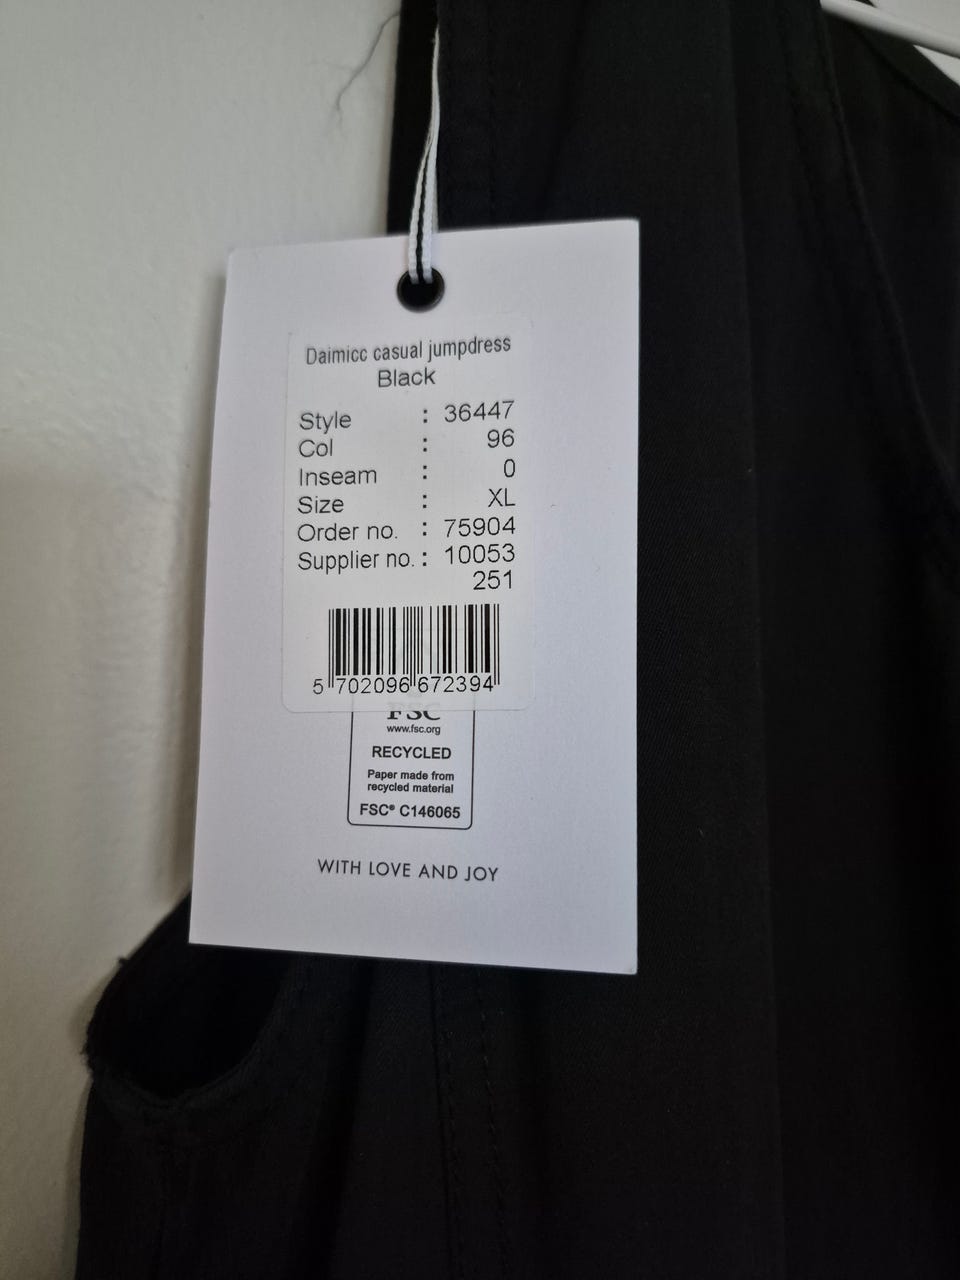 Daimicc casual jumpdress
Black
Style : 36447
Col : 96
Inseam : 0
Size : XL
Order no. : 75904
Supplier no. : 10053
251
5 702096 672394
FSC
www.fsc.org
RECYCLED
Paper made from
recycled material
FSC® C146065
WITH LOVE AND JOY